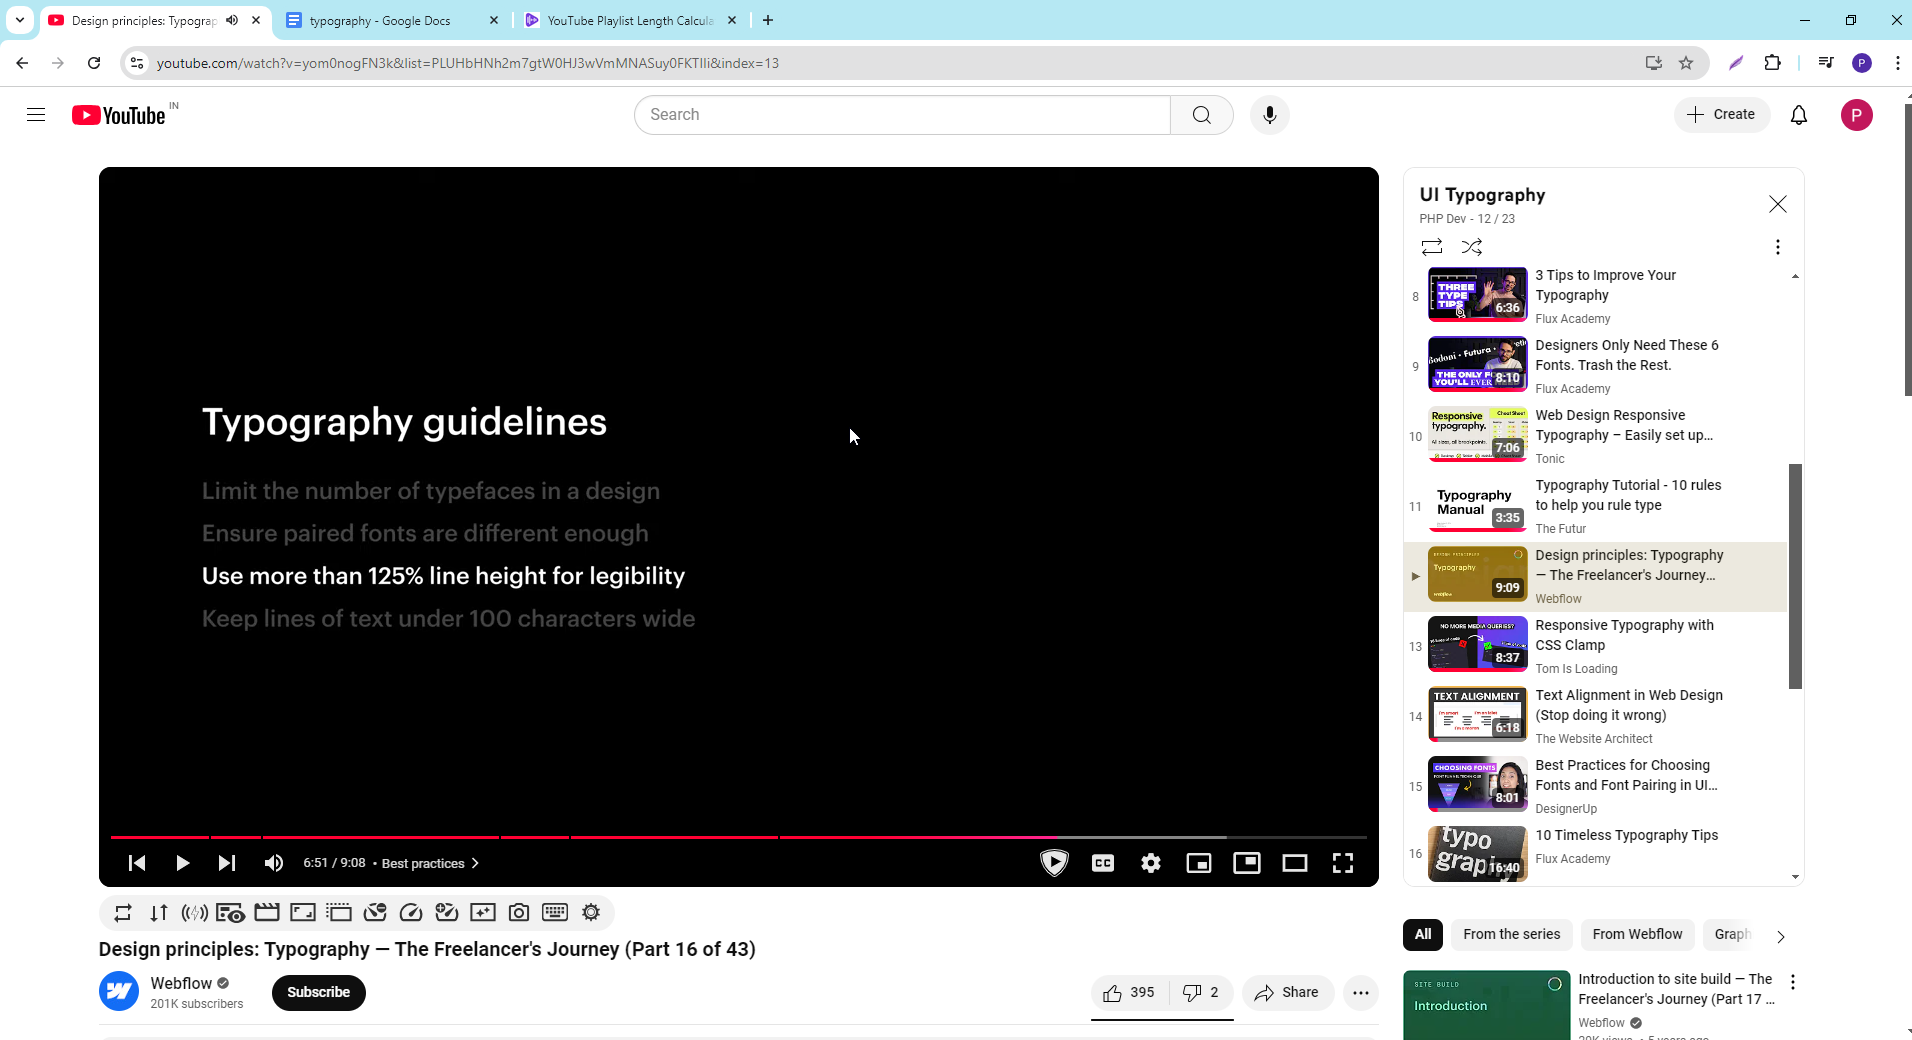 Design principles: Typograp
typography - Google Docs
YouTube Playlist Length Calcula
youtube.com/watch?v=yom0nogFN3k&list=PLUHbHNh2m7gtW0HJ3wVmMNASuy0FKTIIi&index=13
P
YouTube IN
Search
Create
P
Typography guidelines
Limit the number of typefaces in a design
Ensure paired fonts are different enough
Use more than 125% line height for legibility
Keep lines of text under 100 characters wide
6:51 / 9:08 • Best practices
CC
Design principles: Typography — The Freelancer's Journey (Part 16 of 43)
Webflow
201K subscribers
Subscribe
395
2
Share
UI Typography
PHP Dev - 12 / 23
8
THREE
TYPE
TIPS
6:36
3 Tips to Improve Your
Typography
Flux Academy
9
Bodoni • Futura •
THE ONLY
YOU'LL EVER
8:10
Designers Only Need These 6
Fonts. Trash the Rest.
Flux Academy
10
Responsive
typography.
Cheat Sheet
All sizes, all breakpoints.
7:06
Web Design Responsive
Typography – Easily set up...
Tonic
11
Typography
Manual
3:35
Typography Tutorial - 10 rules
to help you rule type
The Futur
DESIGN PRINCIPLES
Typography
webflow
9:09
Design principles: Typography
— The Freelancer's Journey...
Webflow
13
NO MORE MEDIA QUERIES?
8:37
Responsive Typography with
CSS Clamp
Tom Is Loading
14
TEXT ALIGNMENT
6:18
Text Alignment in Web Design
(Stop doing it wrong)
The Website Architect
15
CHOOSING FONTS
8:01
Best Practices for Choosing
Fonts and Font Pairing in UI...
DesignerUp
16
typo
grap
16:40
10 Timeless Typography Tips
Flux Academy
All
From the series
From Webflow
Graph
SITE BUILD
Introduction
Introduction to site build — The
Freelancer's Journey (Part 17 ...
Webflow